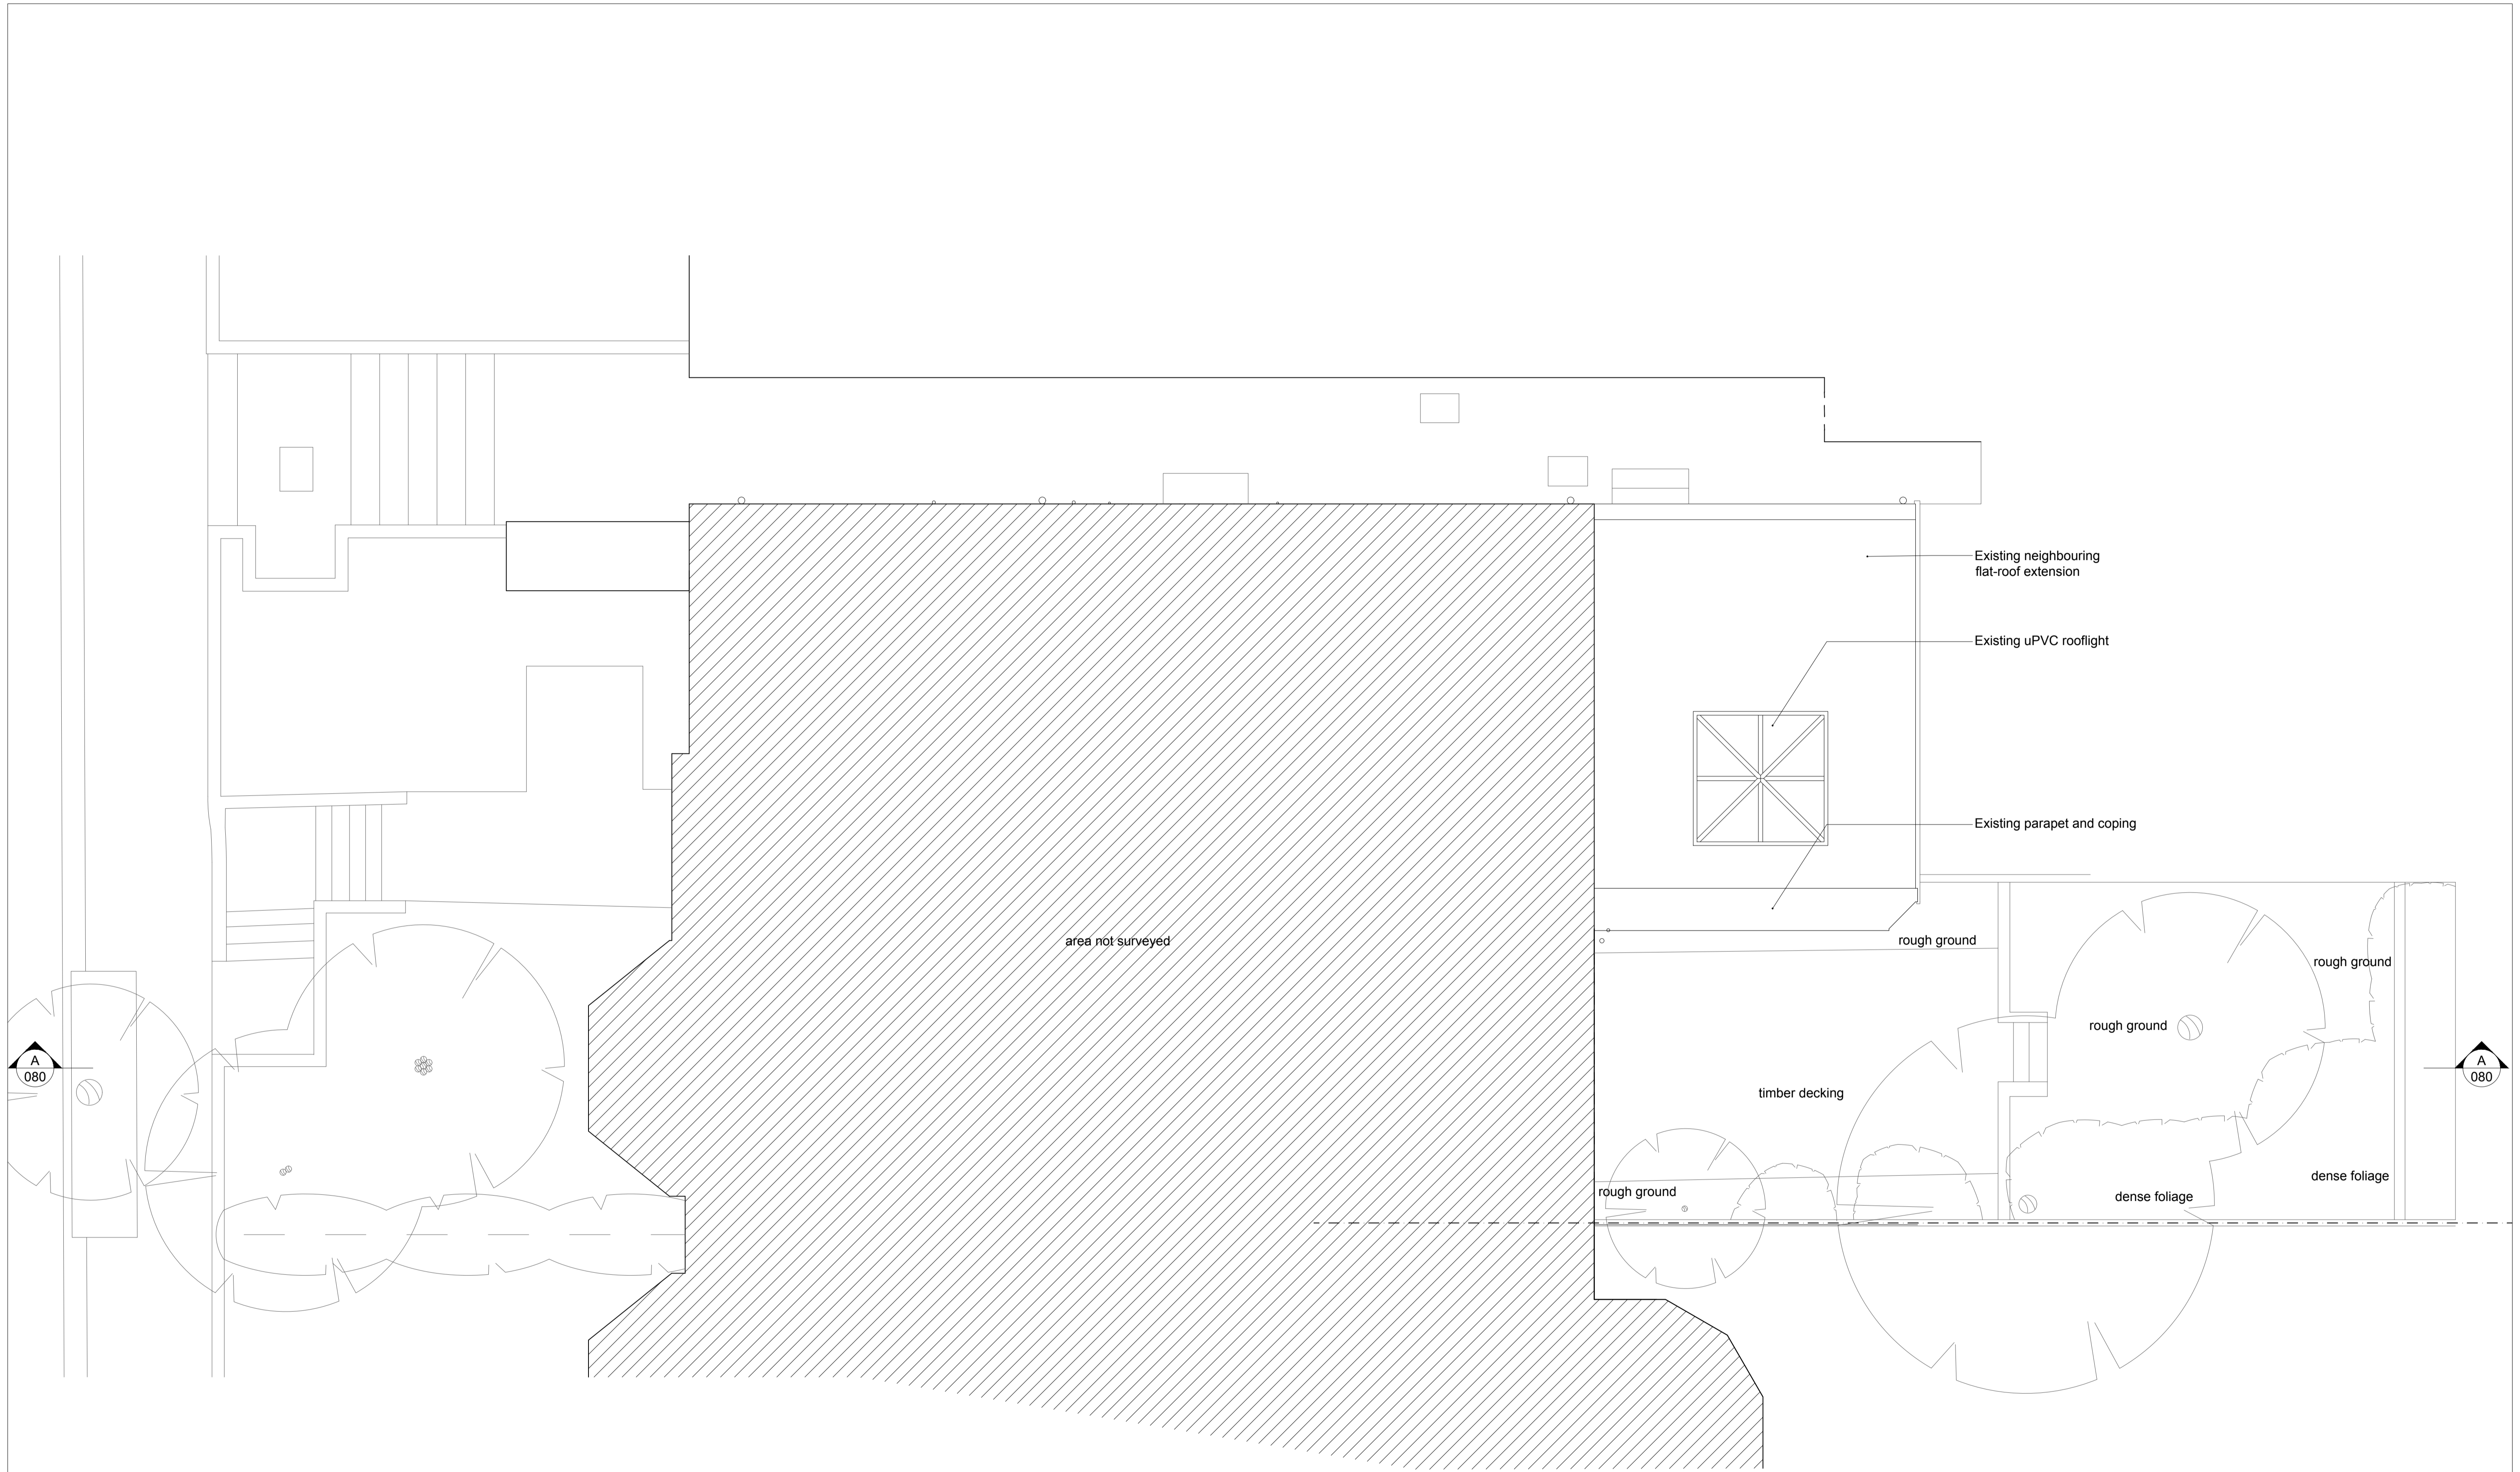 Existing neighbouring
flat-roof extension
Existing uPVC rooflight
Existing parapet and coping
area not surveyed
rough ground
rough ground
rough ground
A
080
A
080
timber decking
dense foliage
rough ground
dense foliage